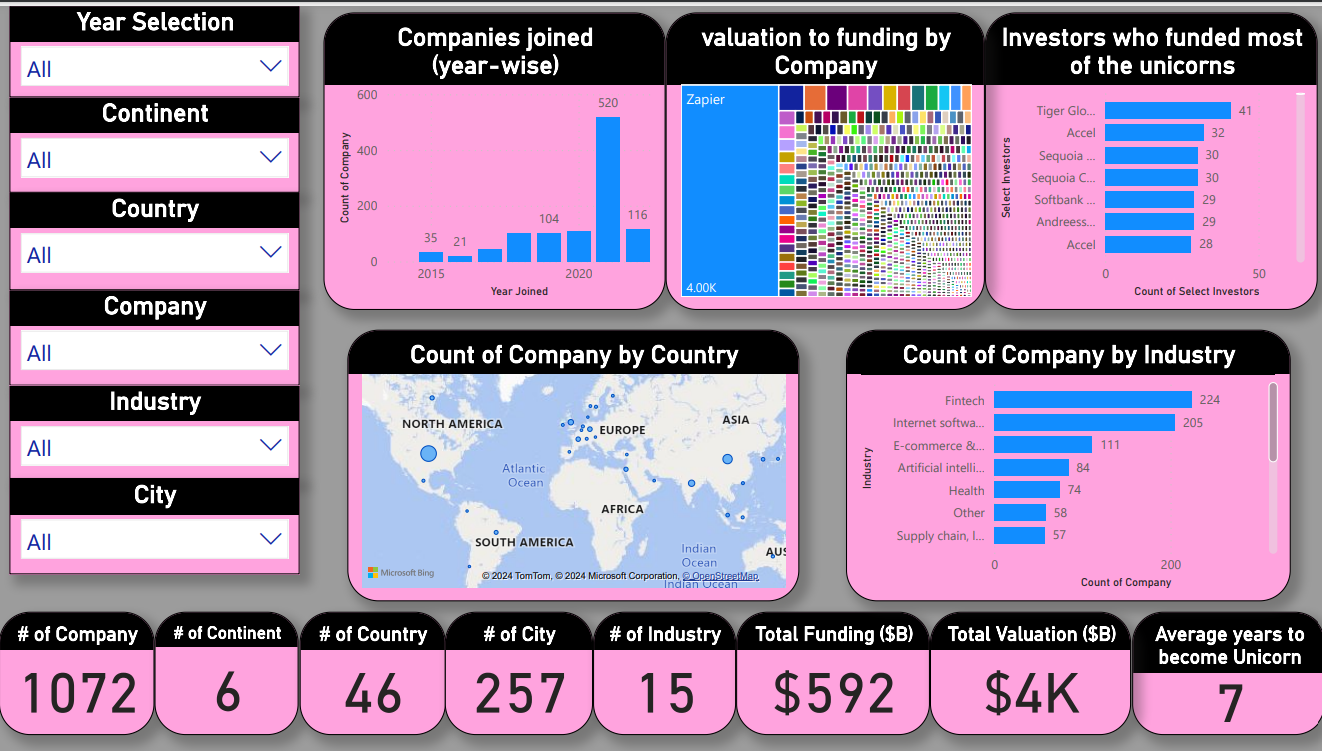 Year Selection
All
Continent
All
Country
All
Company
All
Industry
All
City
All
Companies joined
(year-wise)
600
400
200
0
Count of Company
35
21
104
520
116
2015
2020
Year Joined
valuation to funding by
Company
Zapier
4.00K
Investors who funded most
of the unicorns
Select Investors
Tiger Glo... 41
Accel 32
Sequoia ... 30
Sequoia C... 30
Softbank ... 29
Andreess... 29
Accel 28
0 50
Count of Select Investors
Count of Company by Country
NORTH AMERICA
EUROPE
ASIA
Atlantic
Ocean
AFRICA
SOUTH AMERICA
Indian
Ocean
AUS
Microsoft Bing
© 2024 TomTom, © 2024 Microsoft Corporation, © OpenStreetMap
Indian Ocean
Count of Company by Industry
Industry
Fintech 224
Internet softwa... 205
E-commerce &... 111
Artificial intelli... 84
Health 74
Other 58
Supply chain, l... 57
0 200
Count of Company
# of Company
1072
# of Continent
6
# of Country
46
# of City
257
# of Industry
15
Total Funding ($B)
$592
Total Valuation ($B)
$4K
Average years to
become Unicorn
7